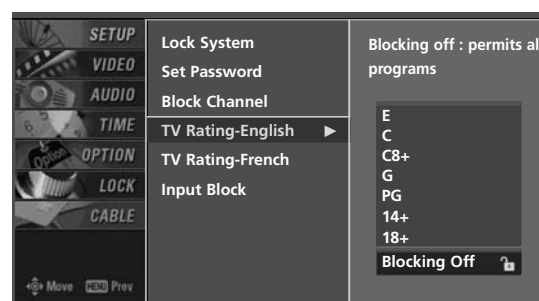 SETUP
VIDEO
AUDIO
TIME
OPTION
LOCK
CABLE
Move MENU Prev
Lock System
Set Password
Block Channel
TV Rating-English ▶
TV Rating-French
Input Block
Blocking off : permits al
programs
E
C
C8+
G
PG
14+
18+
Blocking Off